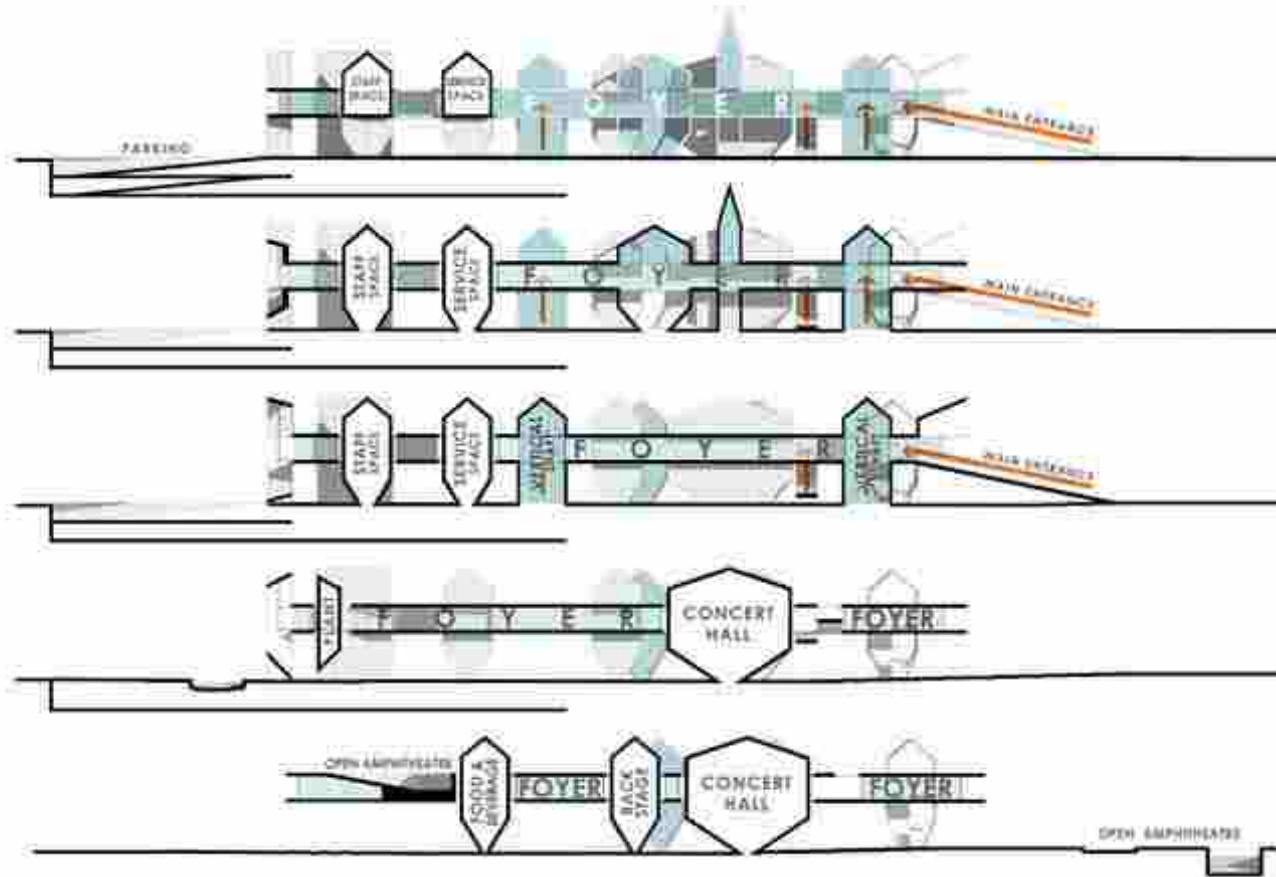 STAFF
SPACE
SERVICE
SPACE
FOYER
MAIN ENTRANCE
PARKING
STAFF
SPACE
SERVICE
SPACE
FOYER
MAIN ENTRANCE
STAFF
SPACE
SERVICE
SPACE
VERTICAL
FOYER
VERTICAL
MAIN ENTRANCE
PLANT
FOYER
CONCERT
HALL
FOYER
OPEN AMPHITHEATER
FOOD &
BEVERAGE
FOYER
BACK
STAGE
CONCERT
HALL
FOYER
OPEN AMPHITHEATER